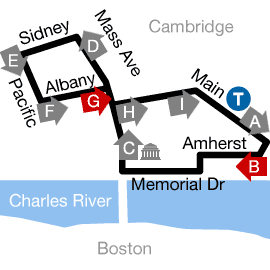 Cambridge
Sidney
Mass Ave
D
E
Main
Albany
Pacific
F
G
H
I
T
A
Amherst
C
B
Memorial Dr
Charles River
Boston